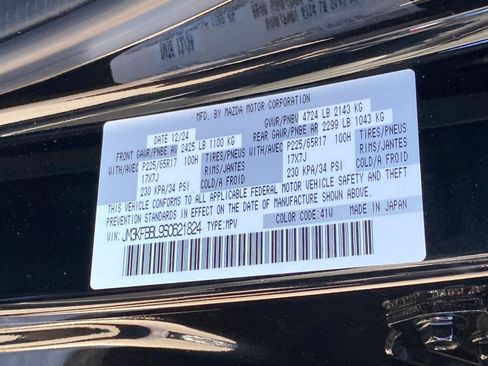 MFD. BY MAZDA MOTOR CORPORATION
DATE 12/24 GVWR/PNBV 4724 LB 2143 KG
FRONT GAWR/PNBE AV 2425 LB 1100 KG REAR GAWR/PNBE AR 2299 LB 1043 KG
WITH/AVEC P225/65R17 100H TIRES/PNEUS WITH/AVEC P225/65R17 100H TIRES/PNEUS
17X7J RIMS/JANTES 17X7J RIMS/JANTES
230 KPA/34 PSI COLD/A FROID 230 KPA/34 PSI COLD/A FROID
THIS VEHICLE CONFORMS TO ALL APPLICABLE FEDERAL MOTOR VEHICLE SAFETY AND THEFT
PREVENTION STANDARDS IN EFFECT ON THE DATE OF MANUFACTURE SHOWN ABOVE.
COLOR CODE:41W MADE IN JAPAN
VIN: JM3KFBBL9S0621824 TYPE:MPV